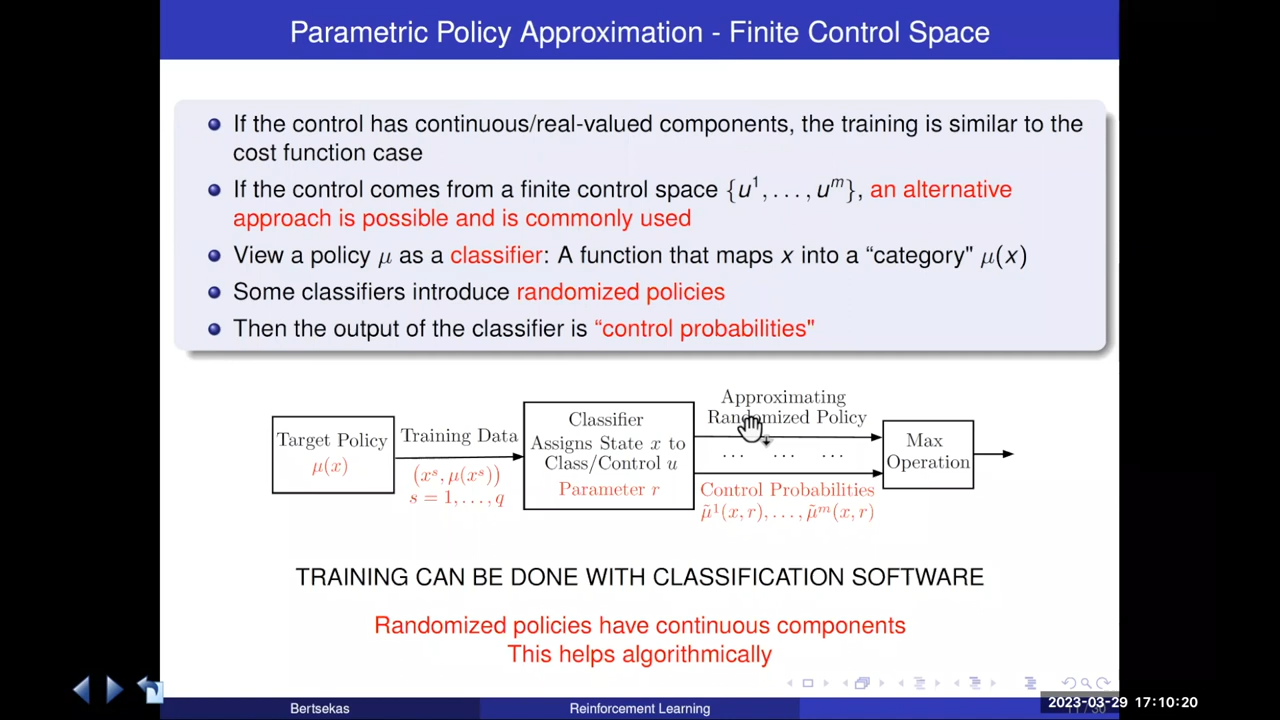 Parametric Policy Approximation - Finite Control Space
If the control has continuous/real-valued components, the training is similar to the
cost function case
If the control comes from a finite control space {u¹, . . . , uᵐ}, an alternative
approach is possible and is commonly used
View a policy μ as a classifier: A function that maps x into a “category" μ(x)
Some classifiers introduce randomized policies
Then the output of the classifier is “control probabilities"
Target Policy
μ(x)
Training Data
(xˢ, μ(xˢ))
s = 1, . . . , q
Classifier
Assigns State x to
Class/Control u
Parameter r
Approximating
Randomized Policy
. . . . . . . . .
Control Probabilities
μ̃¹(x, r), . . . , μ̃ᵐ(x, r)
Max
Operation
TRAINING CAN BE DONE WITH CLASSIFICATION SOFTWARE
Randomized policies have continuous components
This helps algorithmically
Bertsekas
Reinforcement Learning
2023-03-29 17:10:20